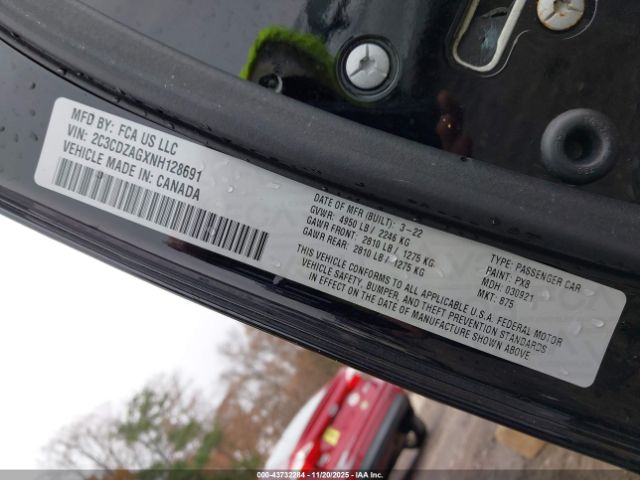 MFD BY: FCA US LLC
VIN: 2C3CDZAGXNH128691
VEHICLE MADE IN: CANADA
DATE OF MFR (BUILT): 3-22
GVWR: 4950 LB / 2246 KG
GAWR FRONT: 2810 LB / 1275 KG
GAWR REAR: 2810 LB / 1275 KG
TYPE: PASSENGER CAR
PAINT: PX8
MDH: 030921
MKT: 875
THIS VEHICLE CONFORMS TO ALL APPLICABLE U.S.A. FEDERAL MOTOR
VEHICLE SAFETY, BUMPER, AND THEFT PREVENTION STANDARDS
IN EFFECT ON THE DATE OF MANUFACTURE SHOWN ABOVE
000-43732284 - 11/20/2025 - IAAI.COM